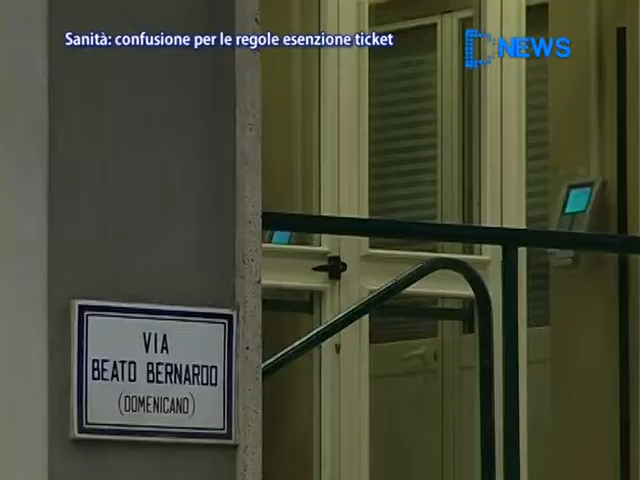 Sanità: confusione per le regole esenzione ticket
NEWS
VIA
BEATO BERNARDO
(DOMENICANO)